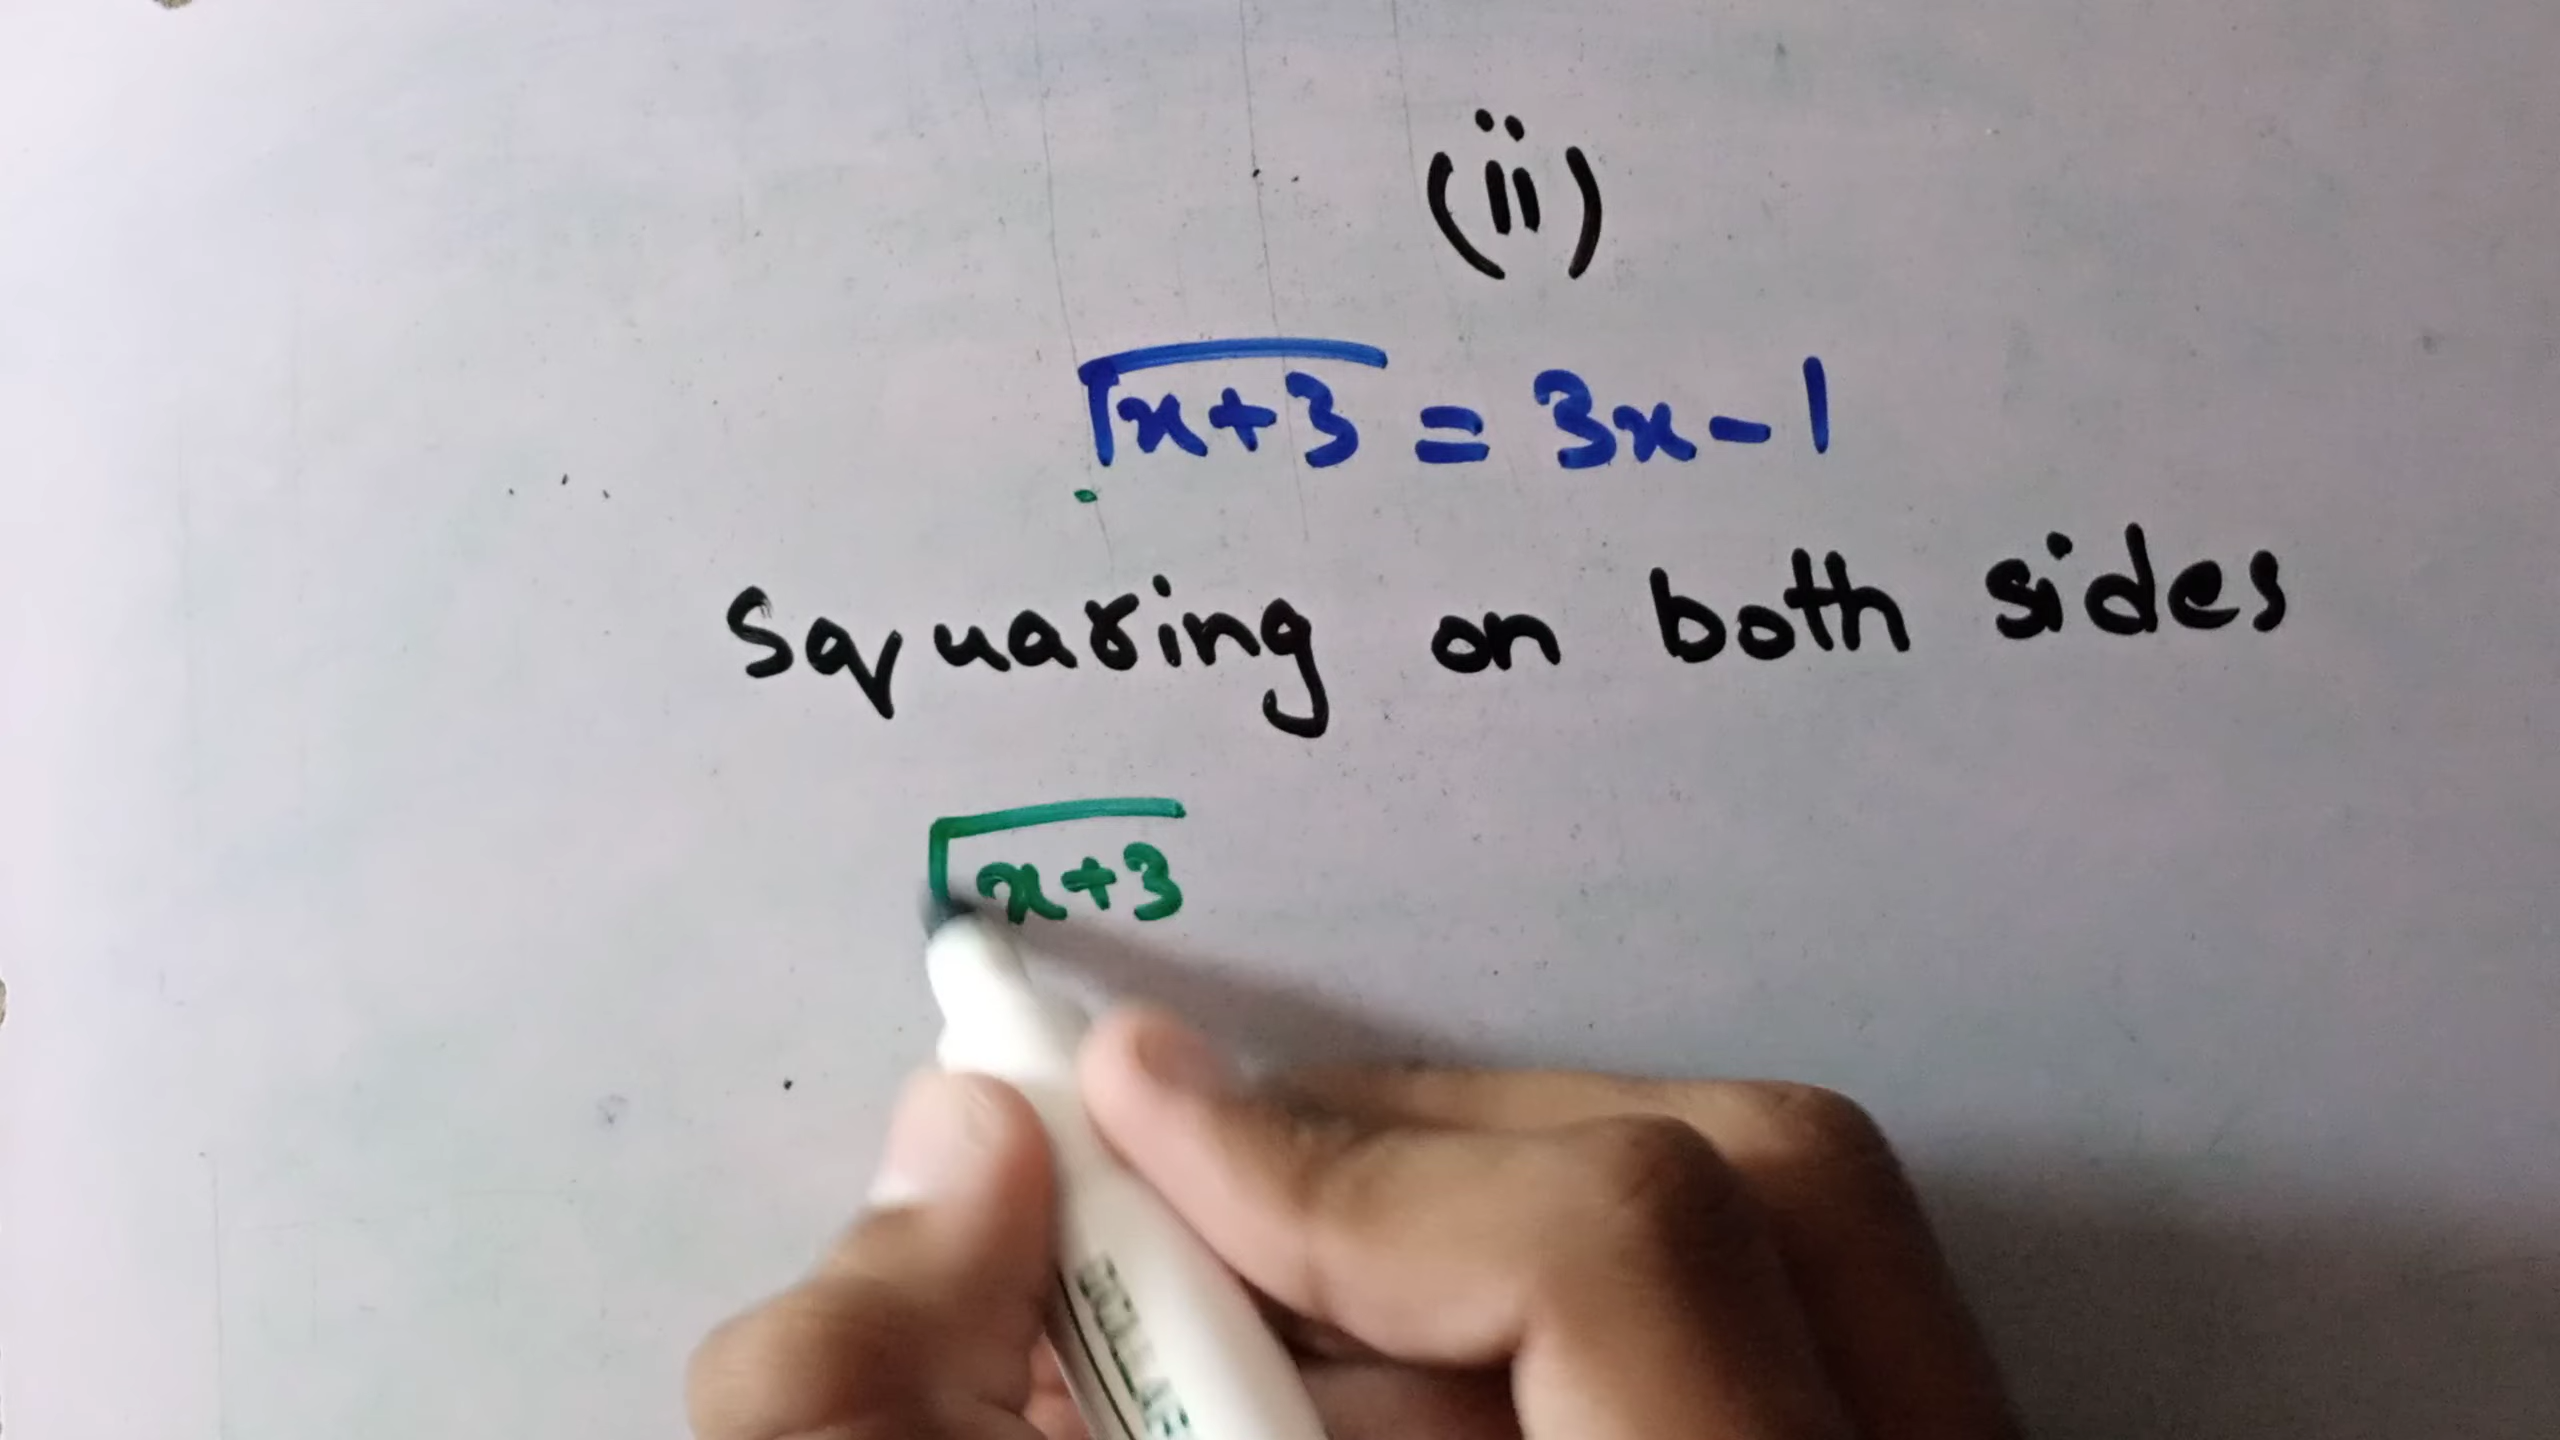 (ii)
√x+3 = 3x-1
Squaring on both sides
√x+3